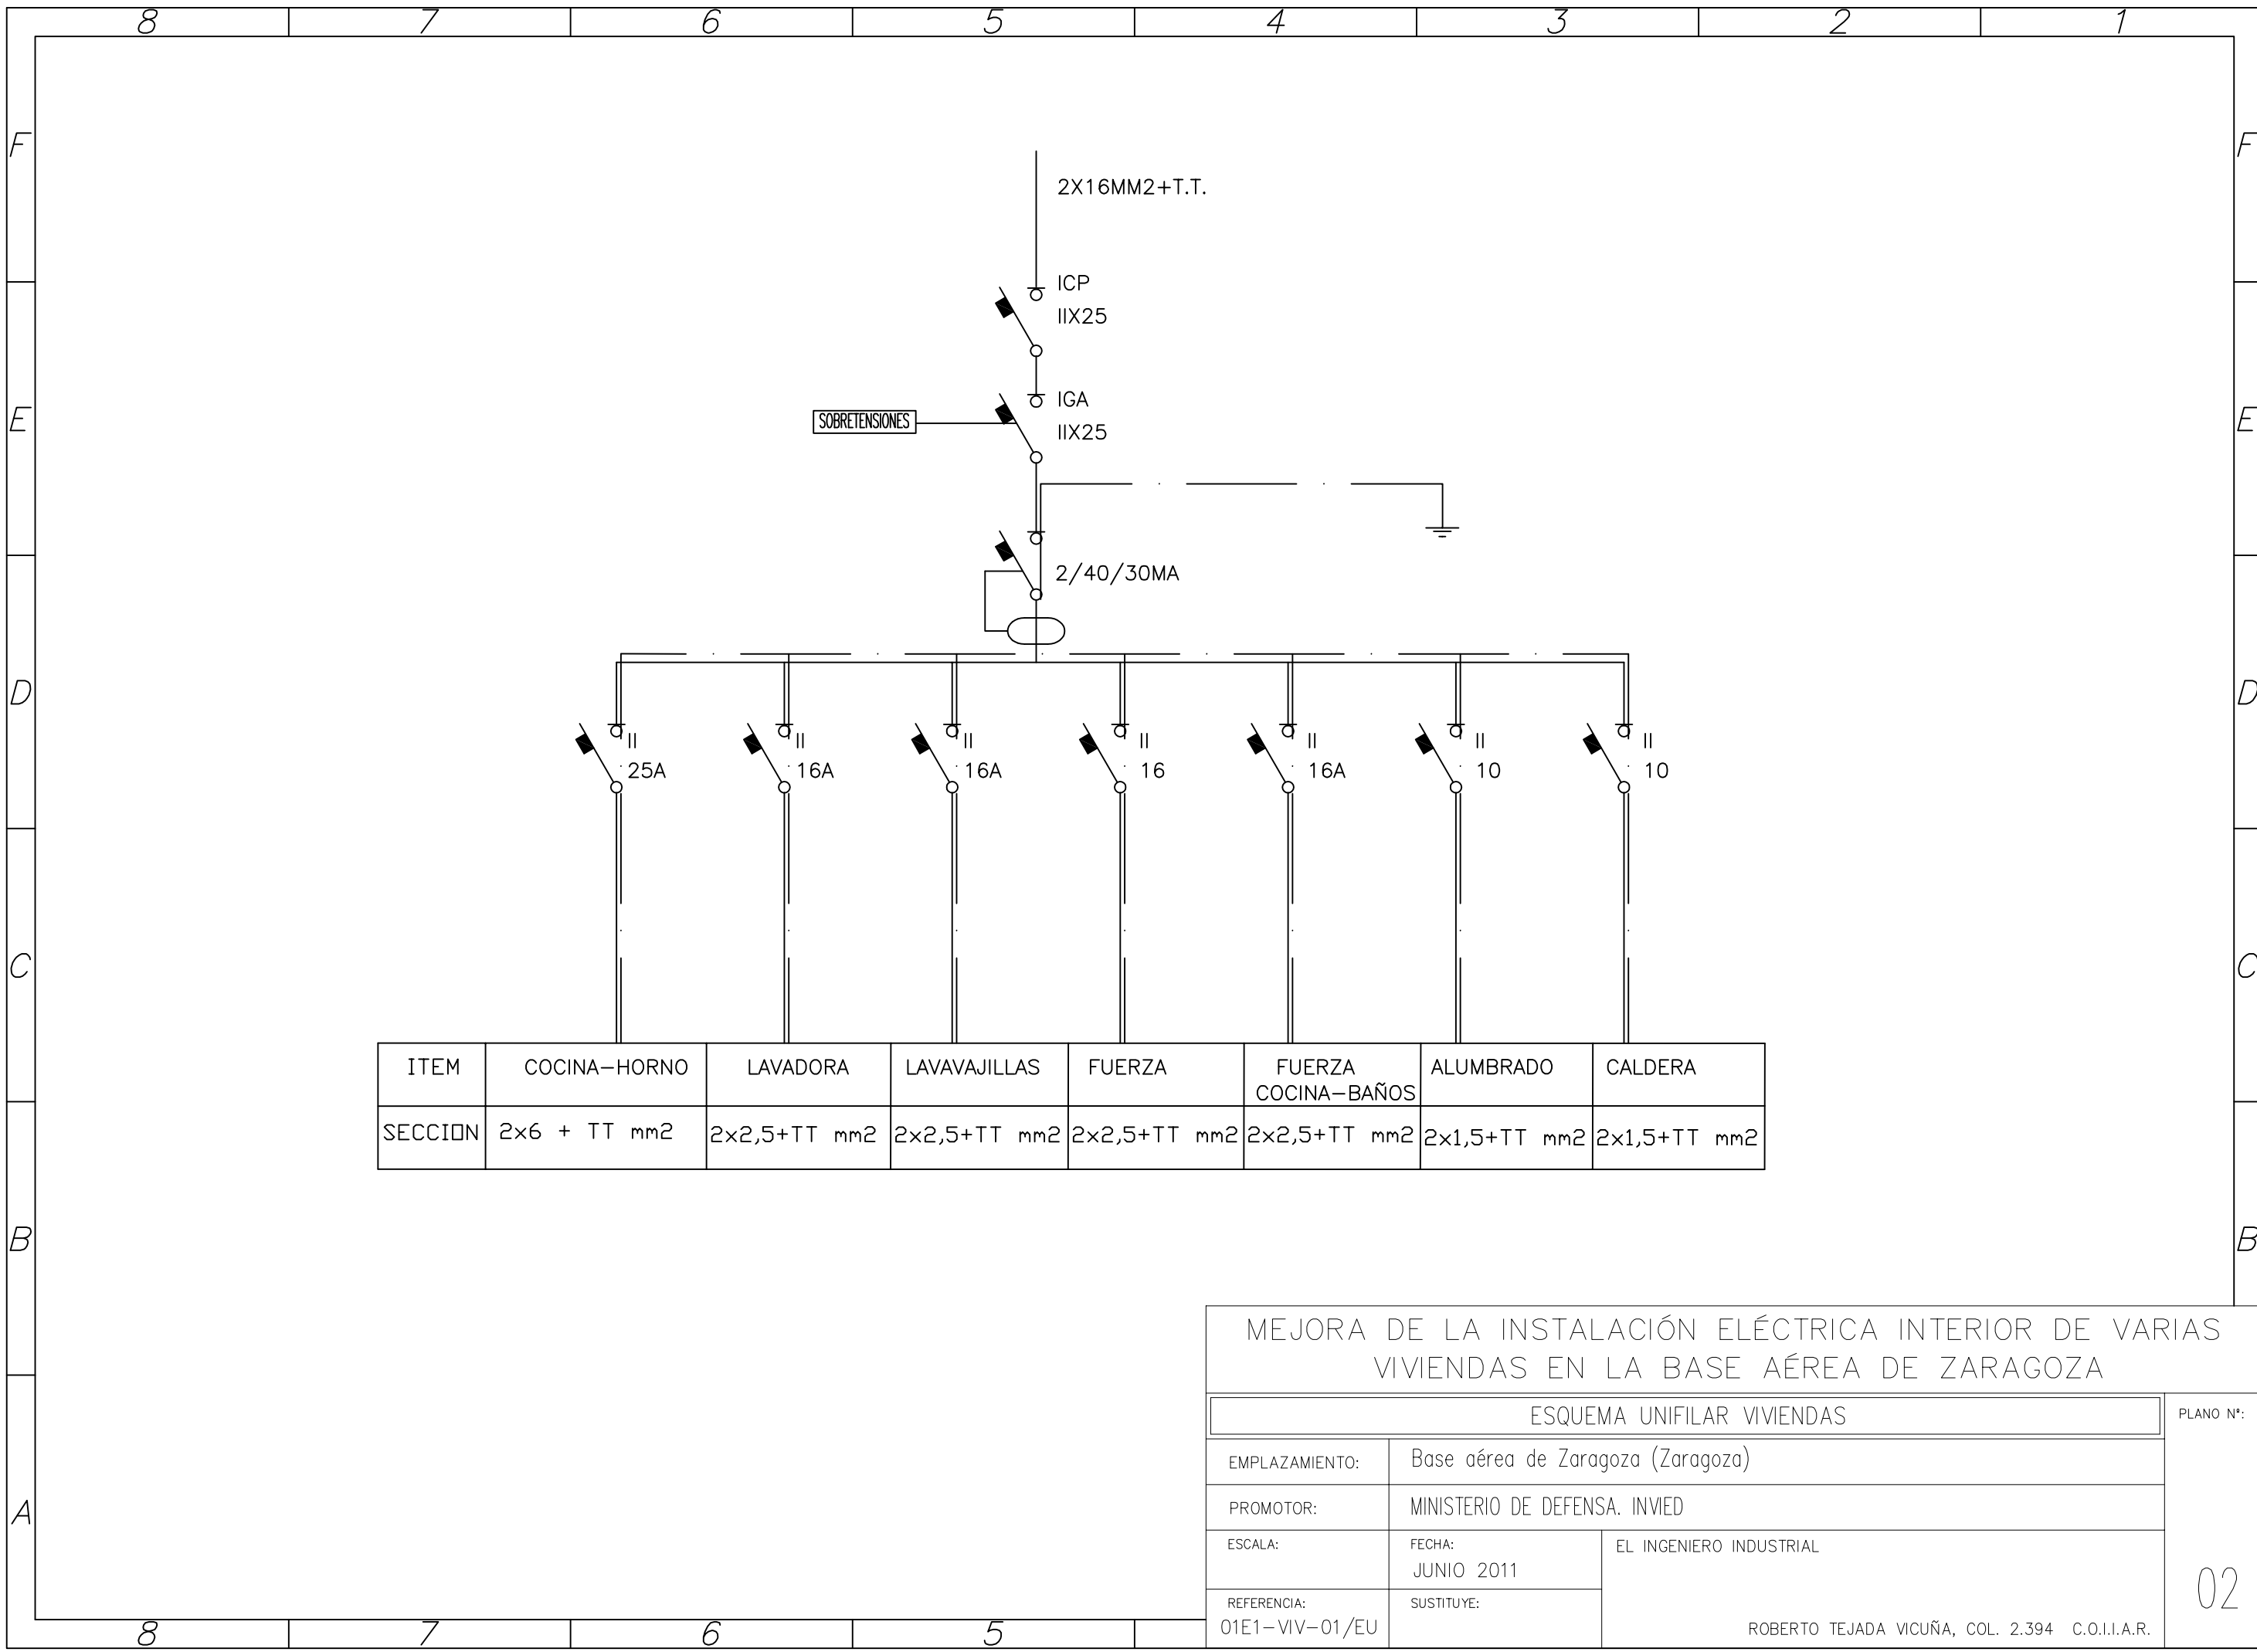 8 7 6 5 4 3 2 1
F F
2X16MM2+T.T.
ICP
IIX25
E E
SOBRETENSIONES
IGA
IIX25
2/40/30MA
D D
II II II II II II II
25A 16A 16A 16 16A 10 10
C C
ITEM COCINA-HORNO LAVADORA LAVAVAJILLAS FUERZA FUERZA COCINA-BAÑOS ALUMBRADO CALDERA
SECCION 2x6 + TT mm2 2x2,5+TT mm2 2x2,5+TT mm2 2x2,5+TT mm2 2x2,5+TT mm2 2x1,5+TT mm2 2x1,5+TT mm2
B B
MEJORA DE LA INSTALACIÓN ELÉCTRICA INTERIOR DE VARIAS
VIVIENDAS EN LA BASE AÉREA DE ZARAGOZA
ESQUEMA UNIFILAR VIVIENDAS
PLANO Nº:
02
EMPLAZAMIENTO: Base aérea de Zaragoza (Zaragoza)
PROMOTOR: MINISTERIO DE DEFENSA. INVIED
A
ESCALA:
FECHA:
JUNIO 2011
EL INGENIERO INDUSTRIAL
REFERENCIA:
01E1-VIV-01/EU
SUSTITUYE:
ROBERTO TEJADA VICUÑA, COL. 2.394 C.O.I.I.A.R.
8 7 6 5